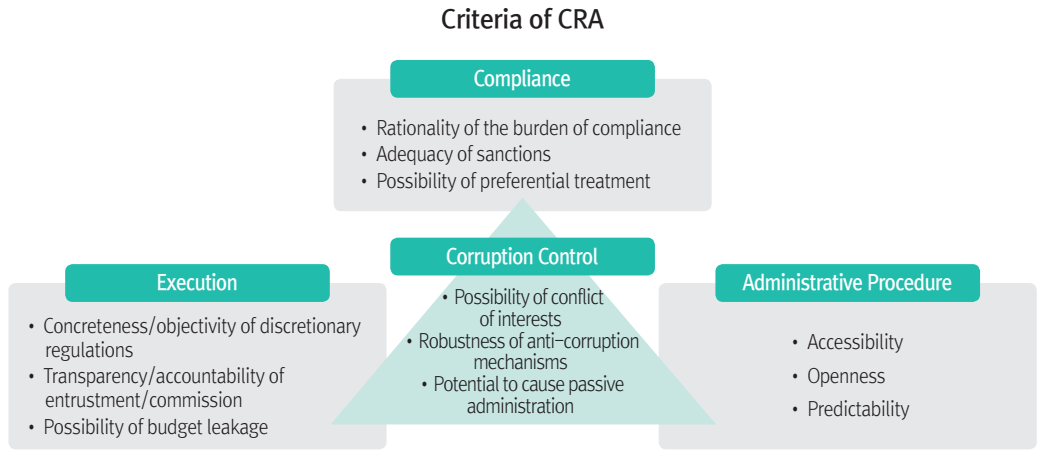 Criteria of CRA
Compliance
• Rationality of the burden of compliance
• Adequacy of sanctions
• Possibility of preferential treatment
Corruption Control
• Possibility of conflict
of interests
• Robustness of anti-corruption
mechanisms
• Potential to cause passive
administration
Execution
• Concreteness/objectivity of discretionary
regulations
• Transparency/accountability of
entrustment/commission
• Possibility of budget leakage
Administrative Procedure
• Accessibility
• Openness
• Predictability